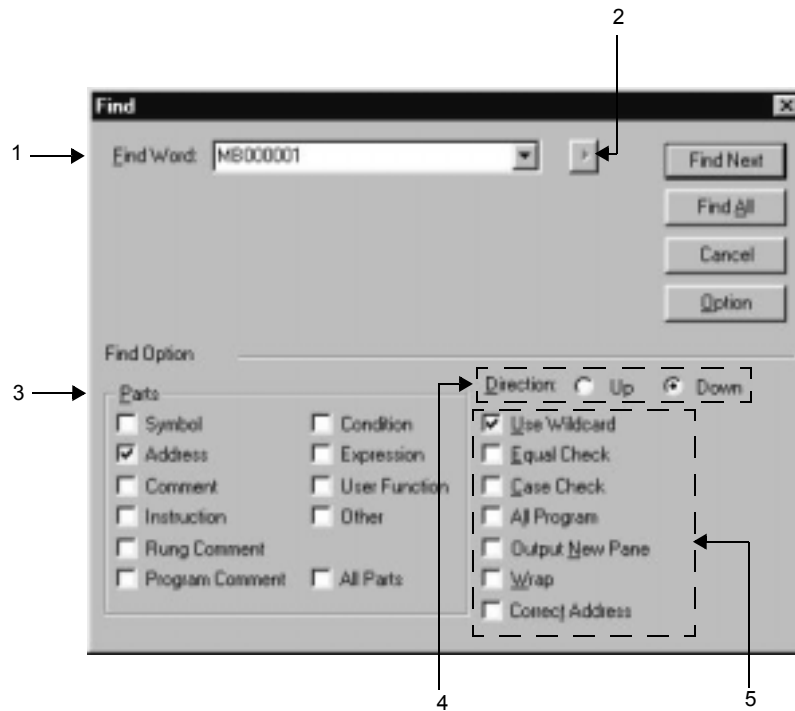 2
Find
1
Find Word: MB000001
Find Next
Find All
Cancel
Option
Find Option
3
Parts
Symbol
Condition
Address
Expression
Comment
User Function
Instruction
Other
Rung Comment
Program Comment
All Parts
Direction: Up Down
Use Wildcard
Equal Check
Case Check
All Program
Output New Pane
Wrap
Correct Address
4
5